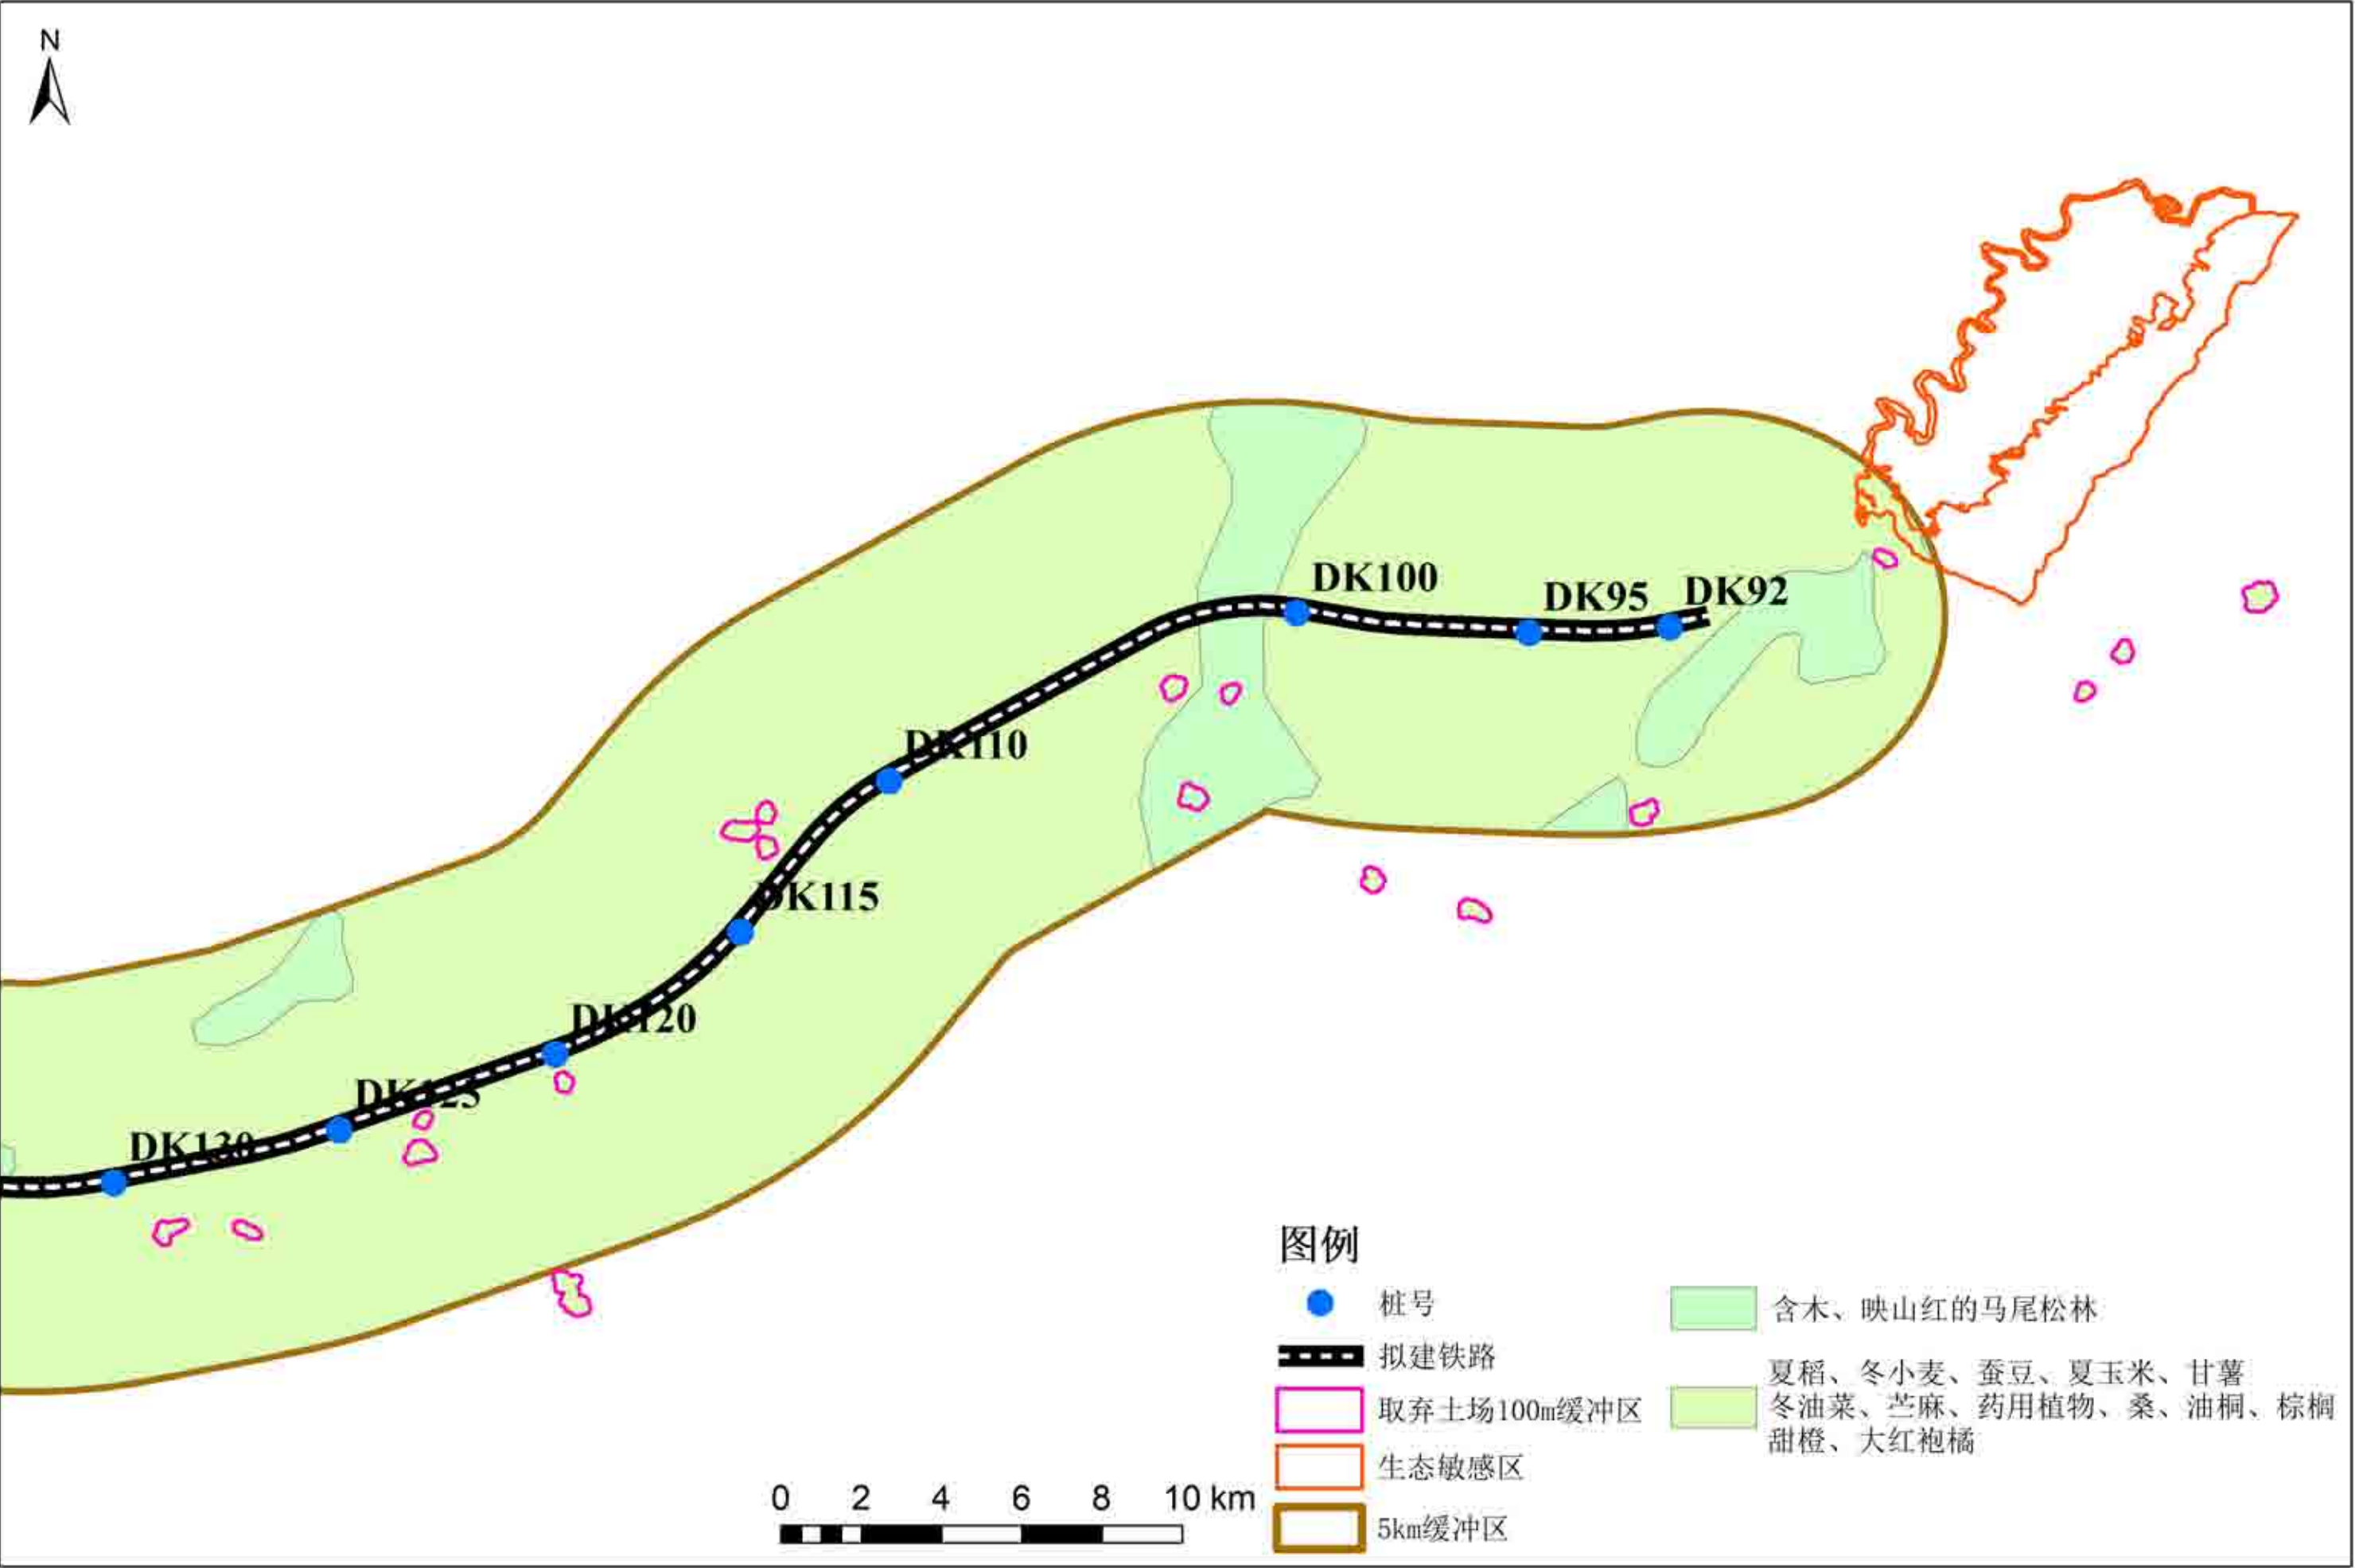 N
DK100
DK95
DK92
DK110
DK115
DK120
DK125
DK130
图例
桩号
拟建铁路
取弃土场100m缓冲区
生态敏感区
5km缓冲区
含木、映山红的马尾松林
夏稻、冬小麦、蚕豆、夏玉米、甘薯
冬油菜、苎麻、药用植物、桑、油桐、棕榈
甜橙、大红袍橘
0 2 4 6 8 10 km